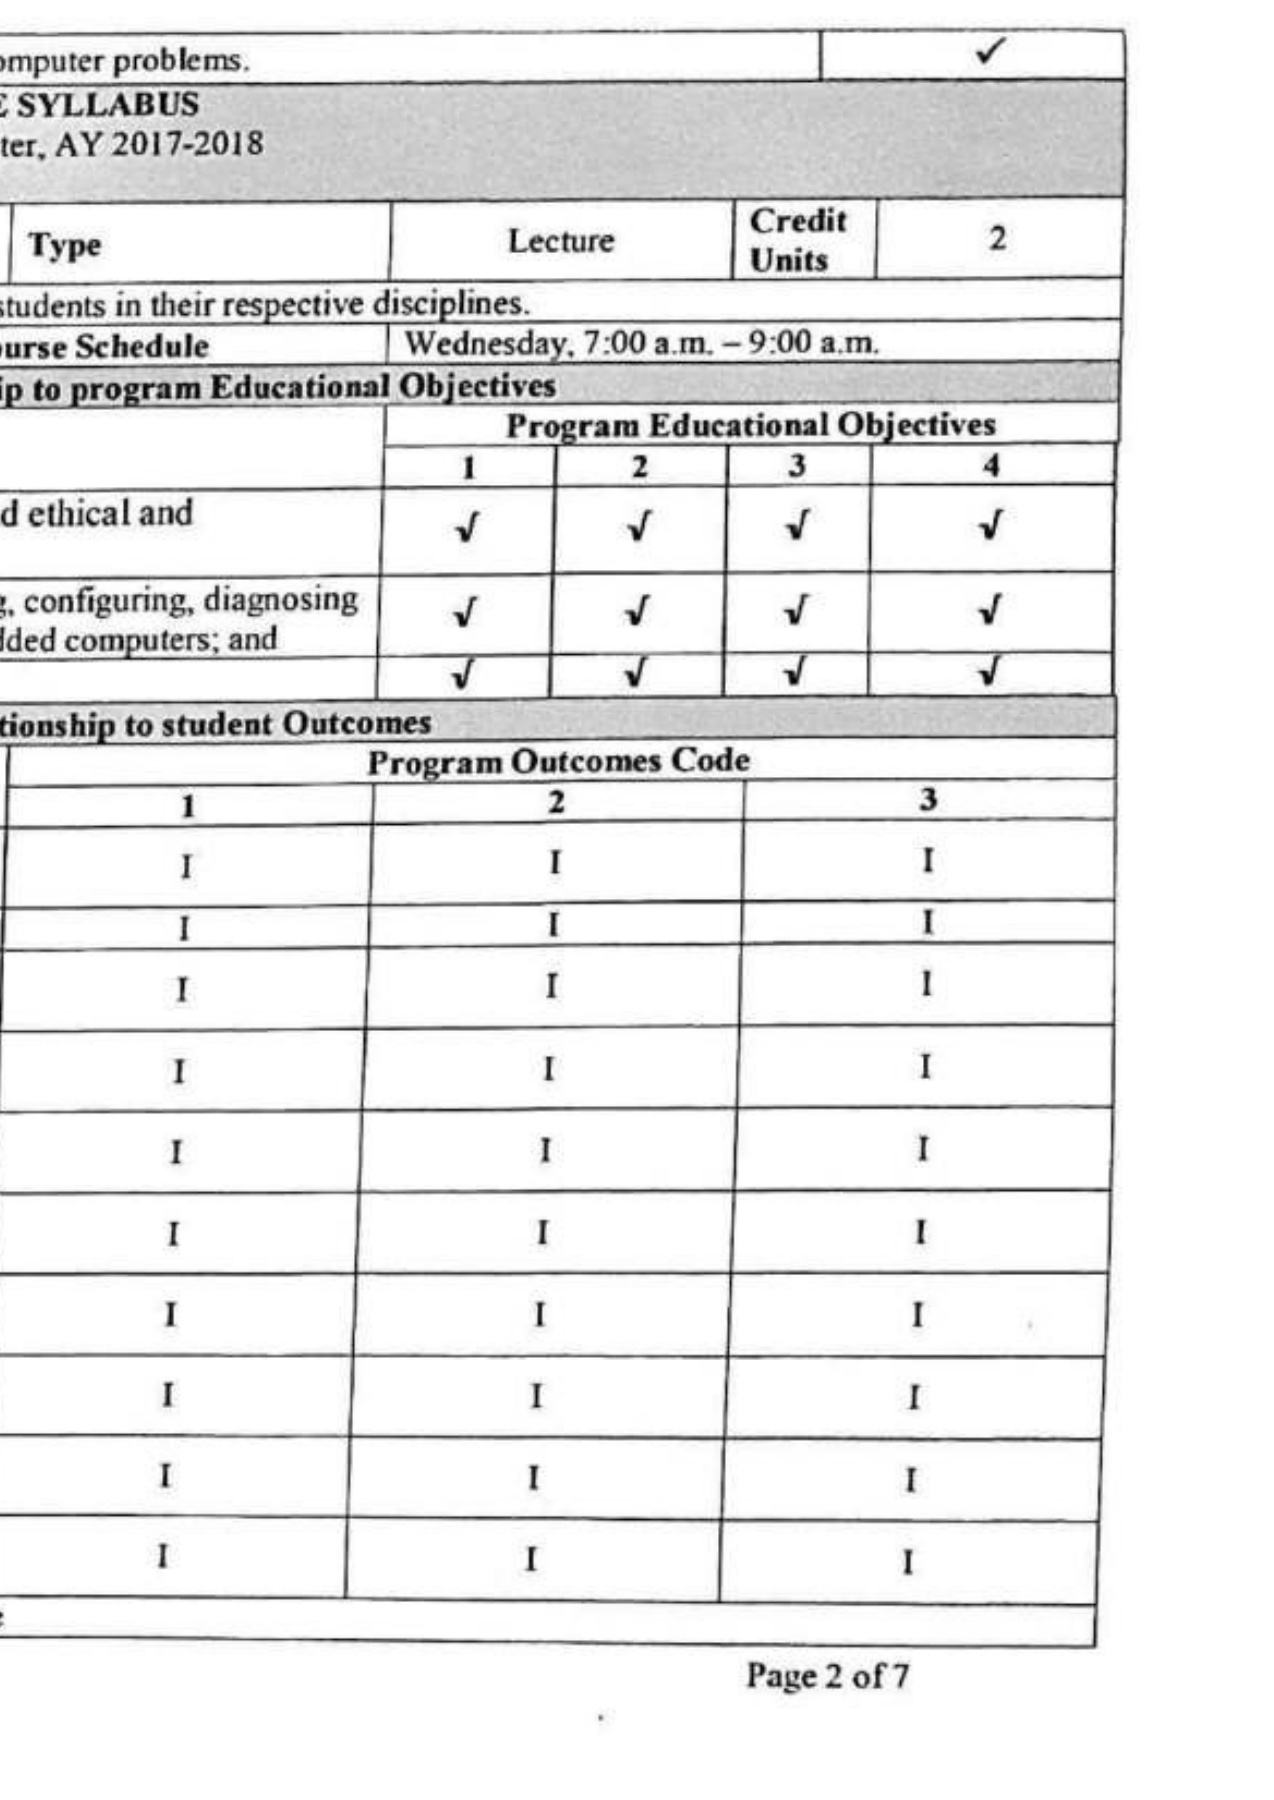 omputer problems. ✓
E SYLLABUS
ter, AY 2017-2018
Type Lecture Credit Units 2
students in their respective disciplines.
ourse Schedule Wednesday, 7:00 a.m. – 9:00 a.m.
ip to program Educational Objectives
Program Educational Objectives
1 2 3 4
d ethical and √ √ √ √
g, configuring, diagnosing √ √ √ √
dded computers; and
√ √ √ √
tionship to student Outcomes
Program Outcomes Code
1 2 3
I I I
I I I
I I I
I I I
I I I
I I I
I I I
I I I
I I I
I I I
Page 2 of 7